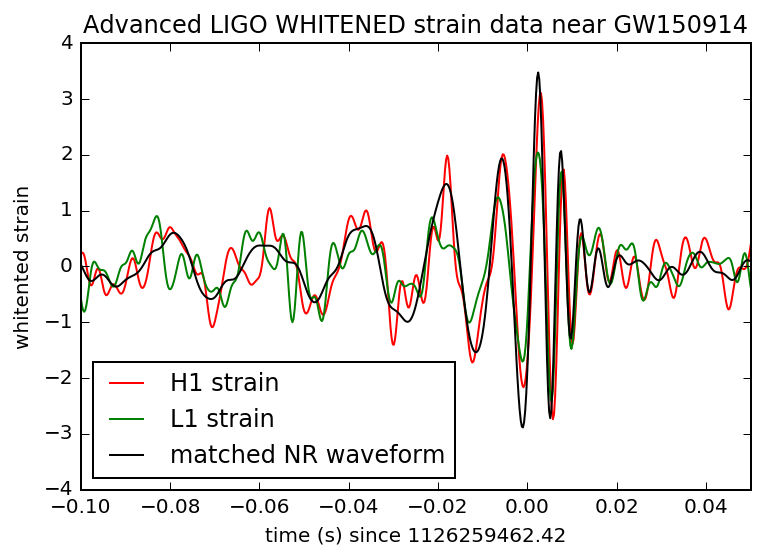 Advanced LIGO WHITENED strain data near GW150914
4
3
2
1
0
−1
−2
−3
−4
whitented strain
H1 strain
L1 strain
matched NR waveform
−0.10 −0.08 −0.06 −0.04 −0.02 0.00 0.02 0.04
time (s) since 1126259462.42